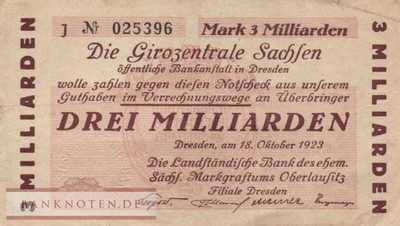 J № 025396 Mark 3 Milliarden
Die Girozentrale Sachsen
öffentliche Bankanstalt in Dresden
wolle zahlen gegen diesen Notscheck aus unserem
Guthaben im Verrechnungswege an Überbringer
DREI MILLIARDEN
Dresden, am 18. Oktober 1923
Die Landständische Bank des ehem.
Sächs. Markgraftums Oberlausitz
Filiale Dresden
3 MILLIARDEN
3 MILLIARDEN
BANKNOTEN.DE